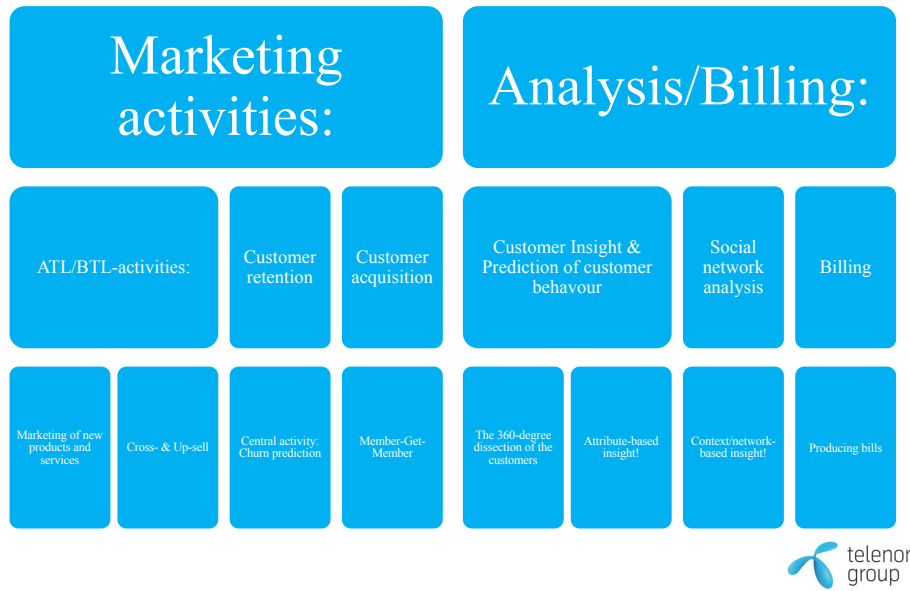 Marketing
activities:
Analysis/Billing:
ATL/BTL-activities:
Customer
retention
Customer
acquisition
Customer Insight &
Prediction of customer
behavour
Social
network
analysis
Billing
Marketing of new
products and
services
Cross- & Up-sell
Central activity:
Churn prediction
Member-Get-
Member
The 360-degree
dissection of the
customers
Attribute-based
insight!
Context/network-
based insight!
Producing bills
telenor
group